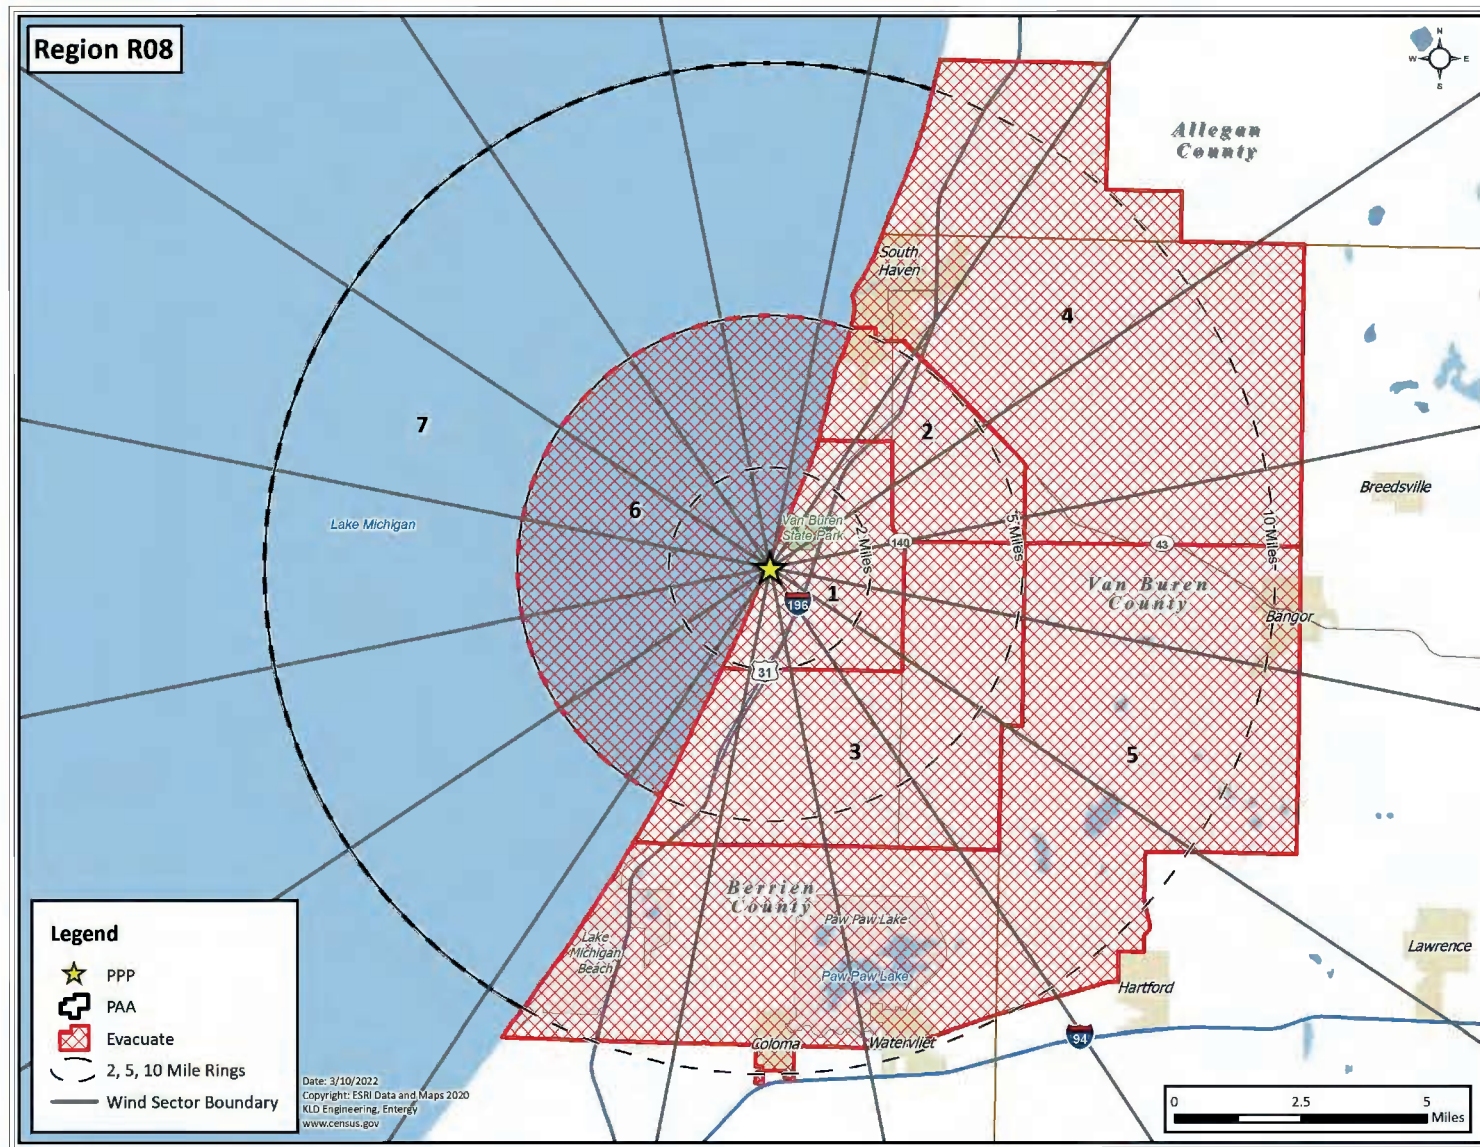 Region R08
N
W E
S
Allegan
County
South
Haven
4
7
2
Breedsville
6
Lake Michigan
Van Buren
State Park
2 Miles
5 Miles
10 Miles
140
43
1
196
Van Buren
County
Bangor
31
3
5
Berrien
County
Paw Paw Lake
Lake
Michigan
Beach
Paw Paw Lake
Lawrence
Hartford
Coloma
Watervliet
94
Legend
PPP
PAA
Evacuate
2, 5, 10 Mile Rings
Wind Sector Boundary
Date: 3/10/2022
Copyright: ESRI Data and Maps 2020
KLD Engineering, Entergy
www.census.gov
0 2.5 5
Miles